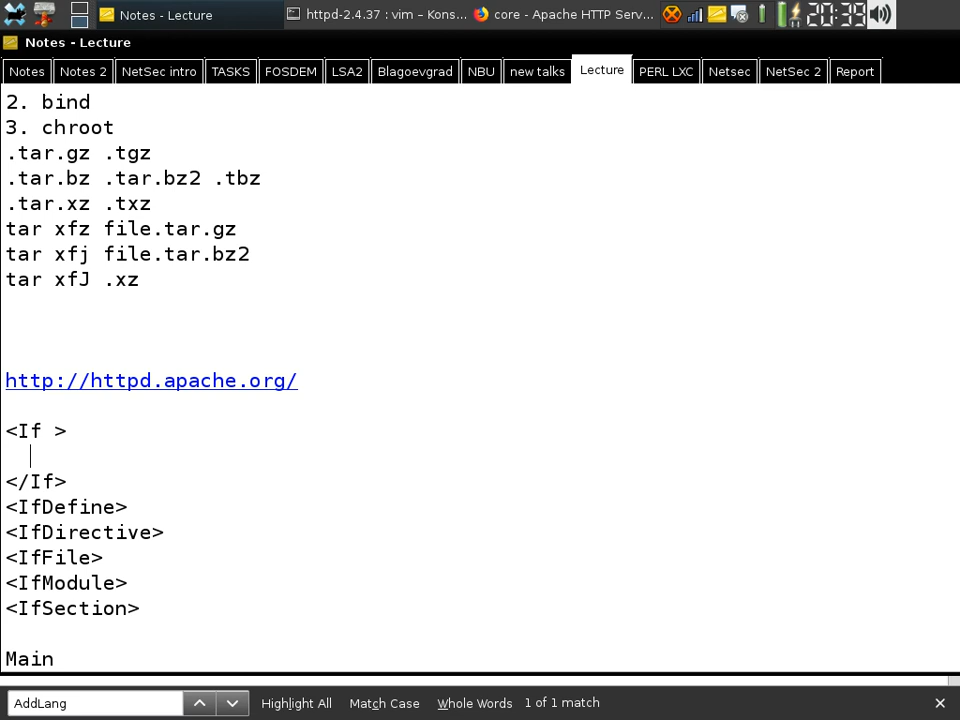 Notes - Lecture
httpd-2.4.37 : vim – Kons...
core - Apache HTTP Serv...
20:39
Notes - Lecture
Notes
Notes 2
NetSec intro
TASKS
FOSDEM
LSA2
Blagoevgrad
NBU
new talks
Lecture
PERL LXC
Netsec
NetSec 2
Report
2. bind
3. chroot
.tar.gz .tgz
.tar.bz .tar.bz2 .tbz
.tar.xz .txz
tar xfz file.tar.gz
tar xfj file.tar.bz2
tar xfJ .xz
http://httpd.apache.org/
<If >
</If>
<IfDefine>
<IfDirective>
<IfFile>
<IfModule>
<IfSection>
Main
AddLang
Highlight All
Match Case
Whole Words
1 of 1 match